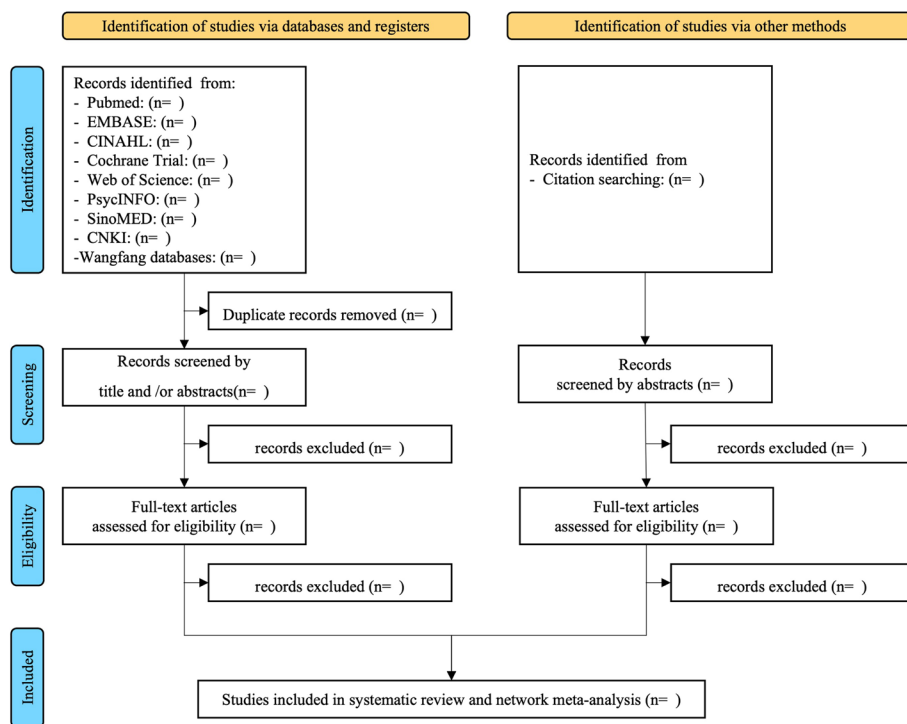 Identification of studies via databases and registers
Identification of studies via other methods
Identification
Records identified from:
- Pubmed: (n= )
- EMBASE: (n= )
- CINAHL: (n= )
- Cochrane Trial: (n= )
- Web of Science: (n= )
- PsycINFO: (n= )
- SinoMED: (n= )
- CNKI: (n= )
-Wangfang databases: (n= )
Records identified from
- Citation searching: (n= )
Duplicate records removed (n= )
Screening
Records screened by
title and /or abstracts(n= )
Records
screened by abstracts (n= )
records excluded (n= )
records excluded (n= )
Eligibility
Full-text articles
assessed for eligibility (n= )
Full-text articles
assessed for eligibility (n= )
records excluded (n= )
records excluded (n= )
Included
Studies included in systematic review and network meta-analysis (n= )